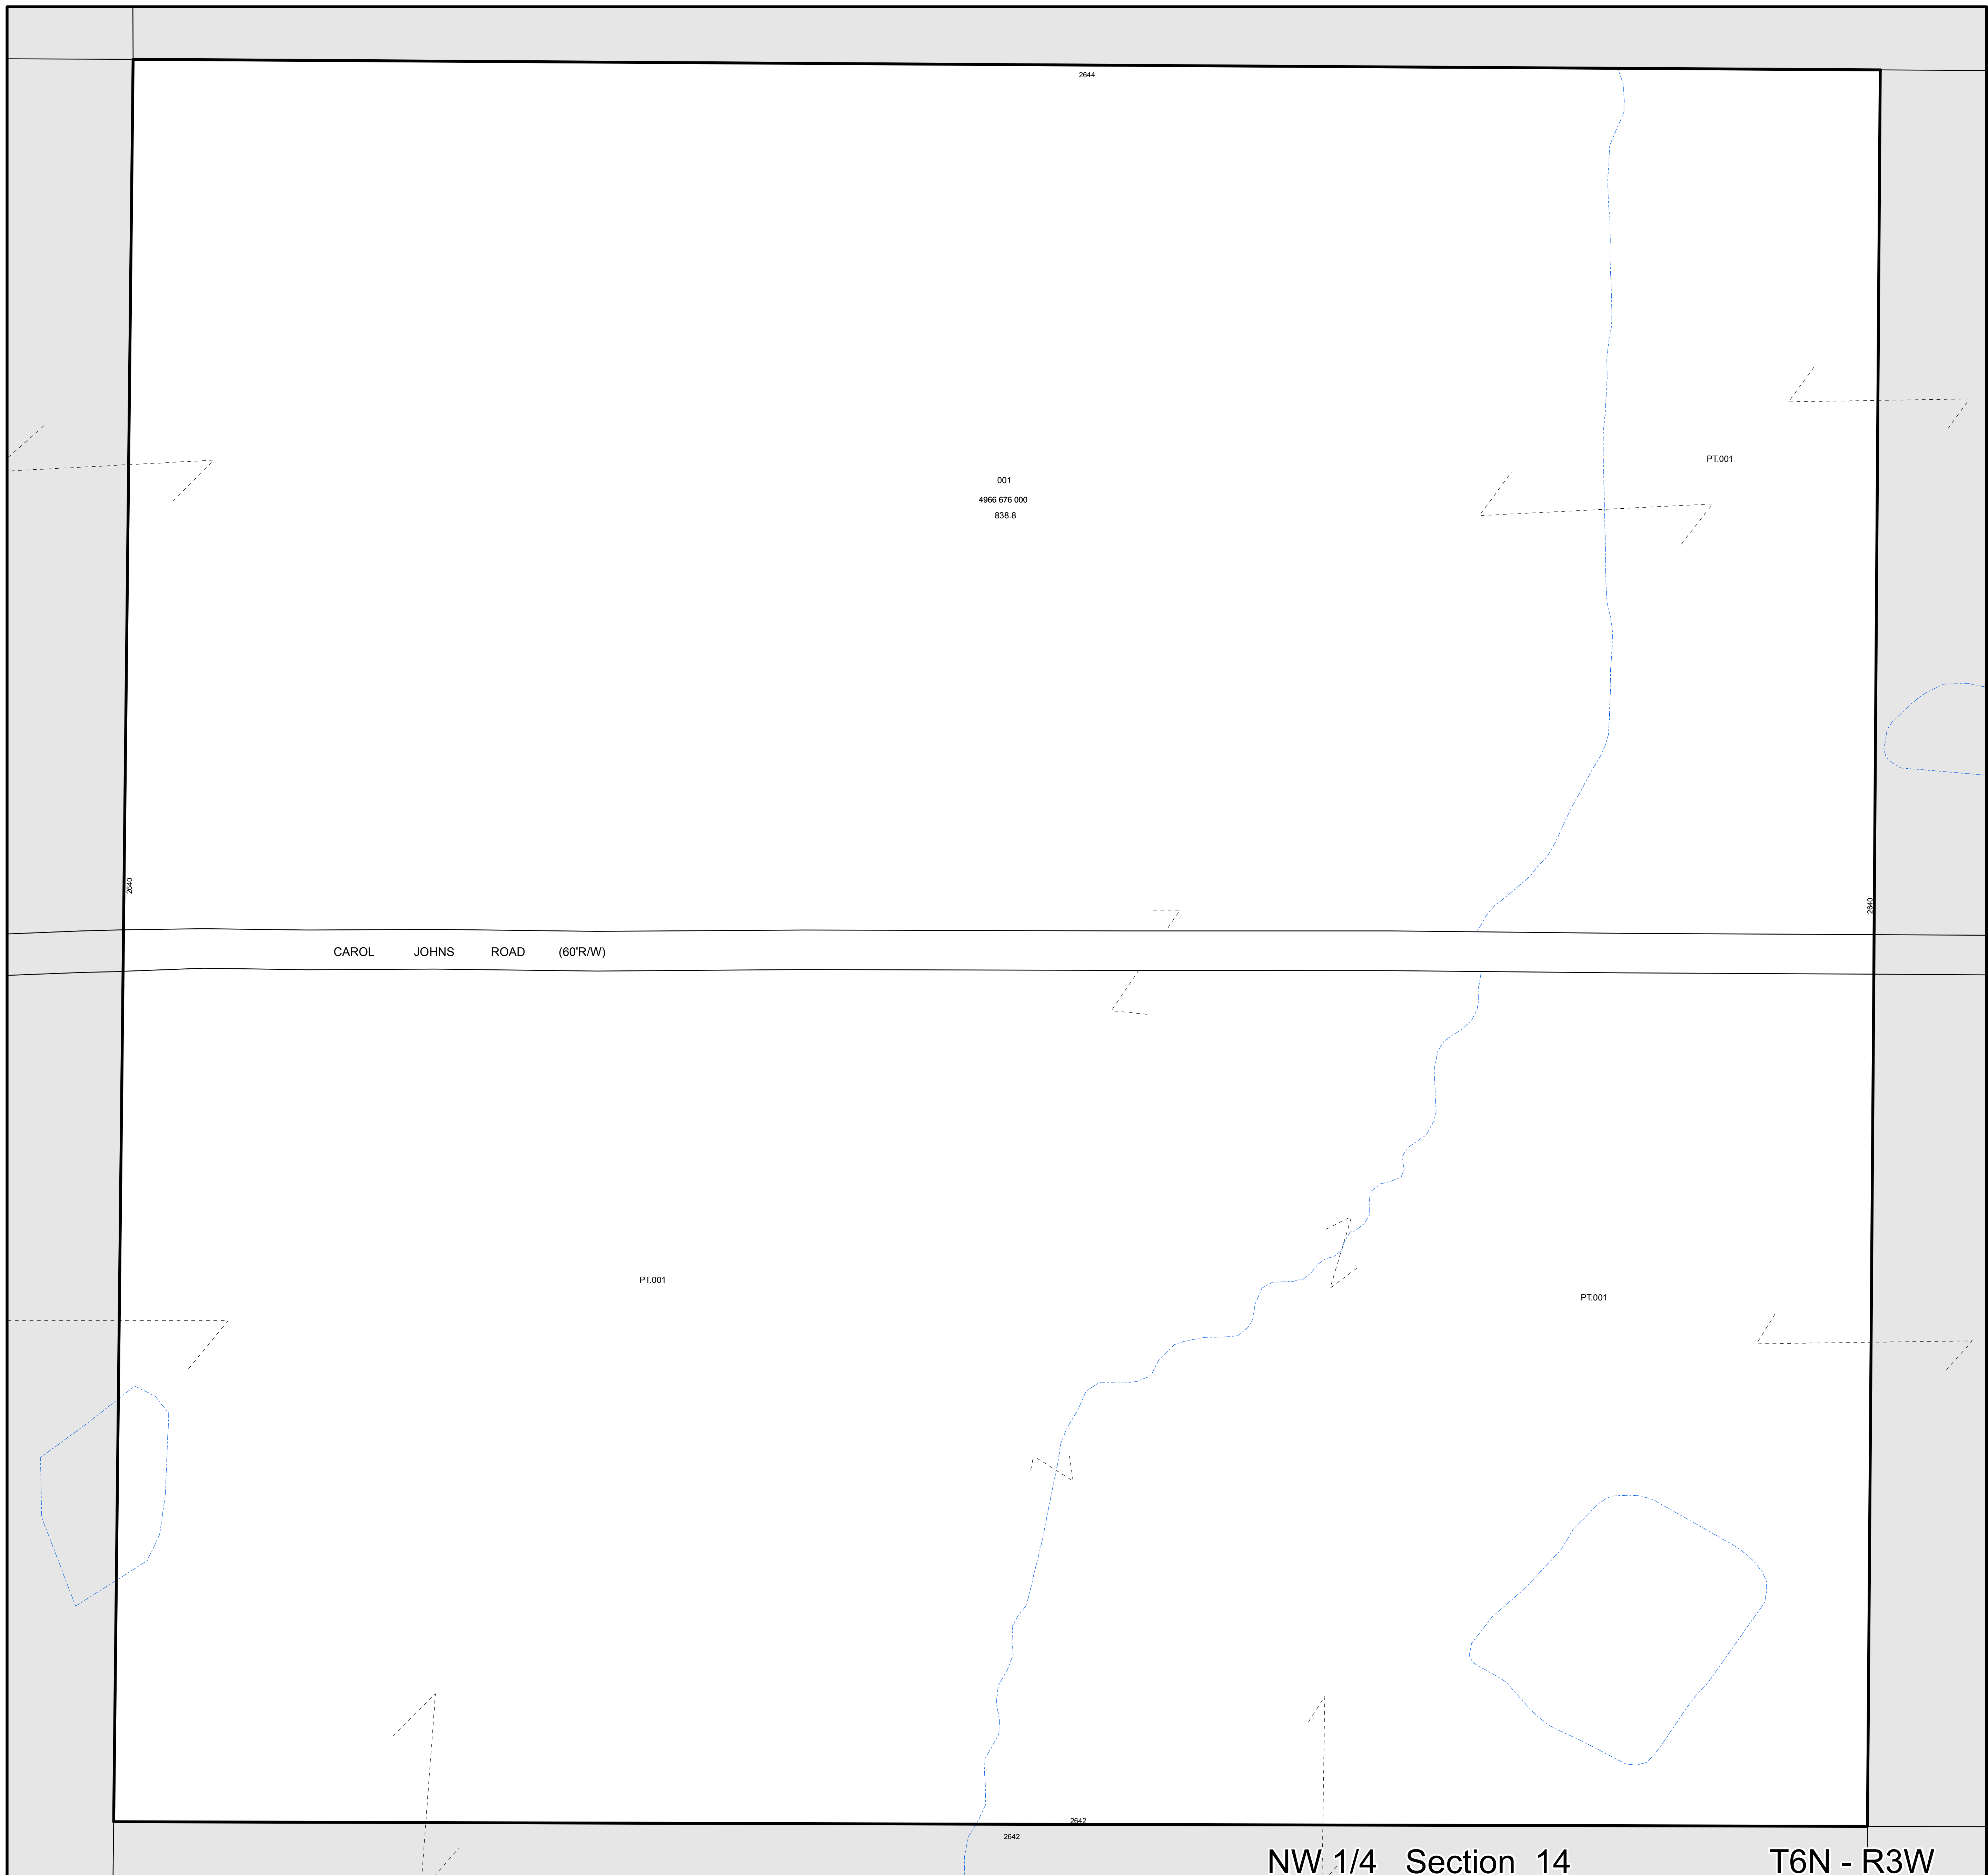 2644
PT.001
001
4966 676 000
838.8
2640
2640
CAROL JOHNS ROAD (60'R/W)
PT.001
PT.001
2642
2642
NW 1/4 Section 14 T6N - R3W